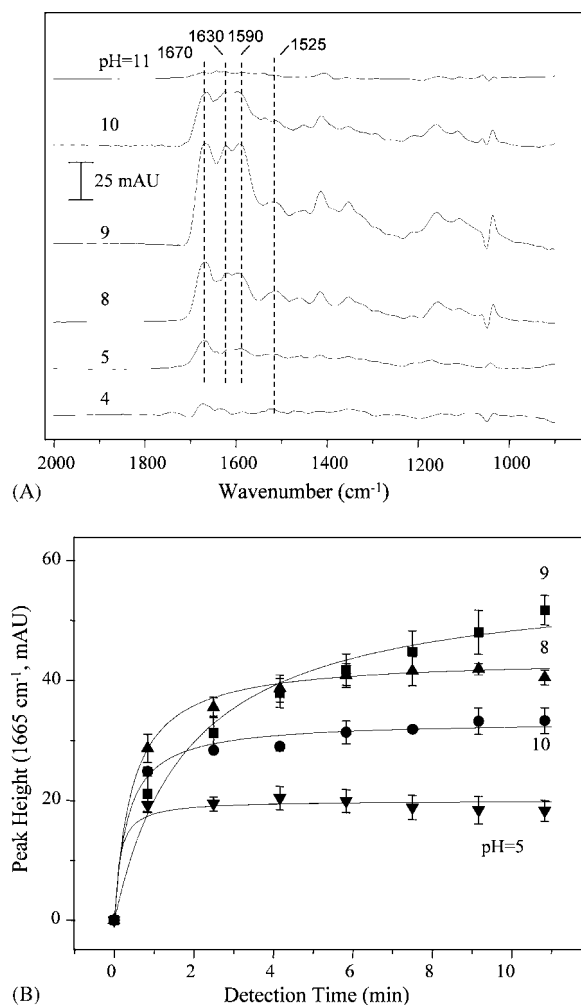 1630 1590
1670 1525
pH=11
10
25 mAU
9
8
5
4
2000 1800 1600 1400 1200 1000
Wavenumber (cm⁻¹)
(A)
60
40
20
0
Peak Height (1665 cm⁻¹, mAU)
9
8
10
pH=5
0 2 4 6 8 10
Detection Time (min)
(B)